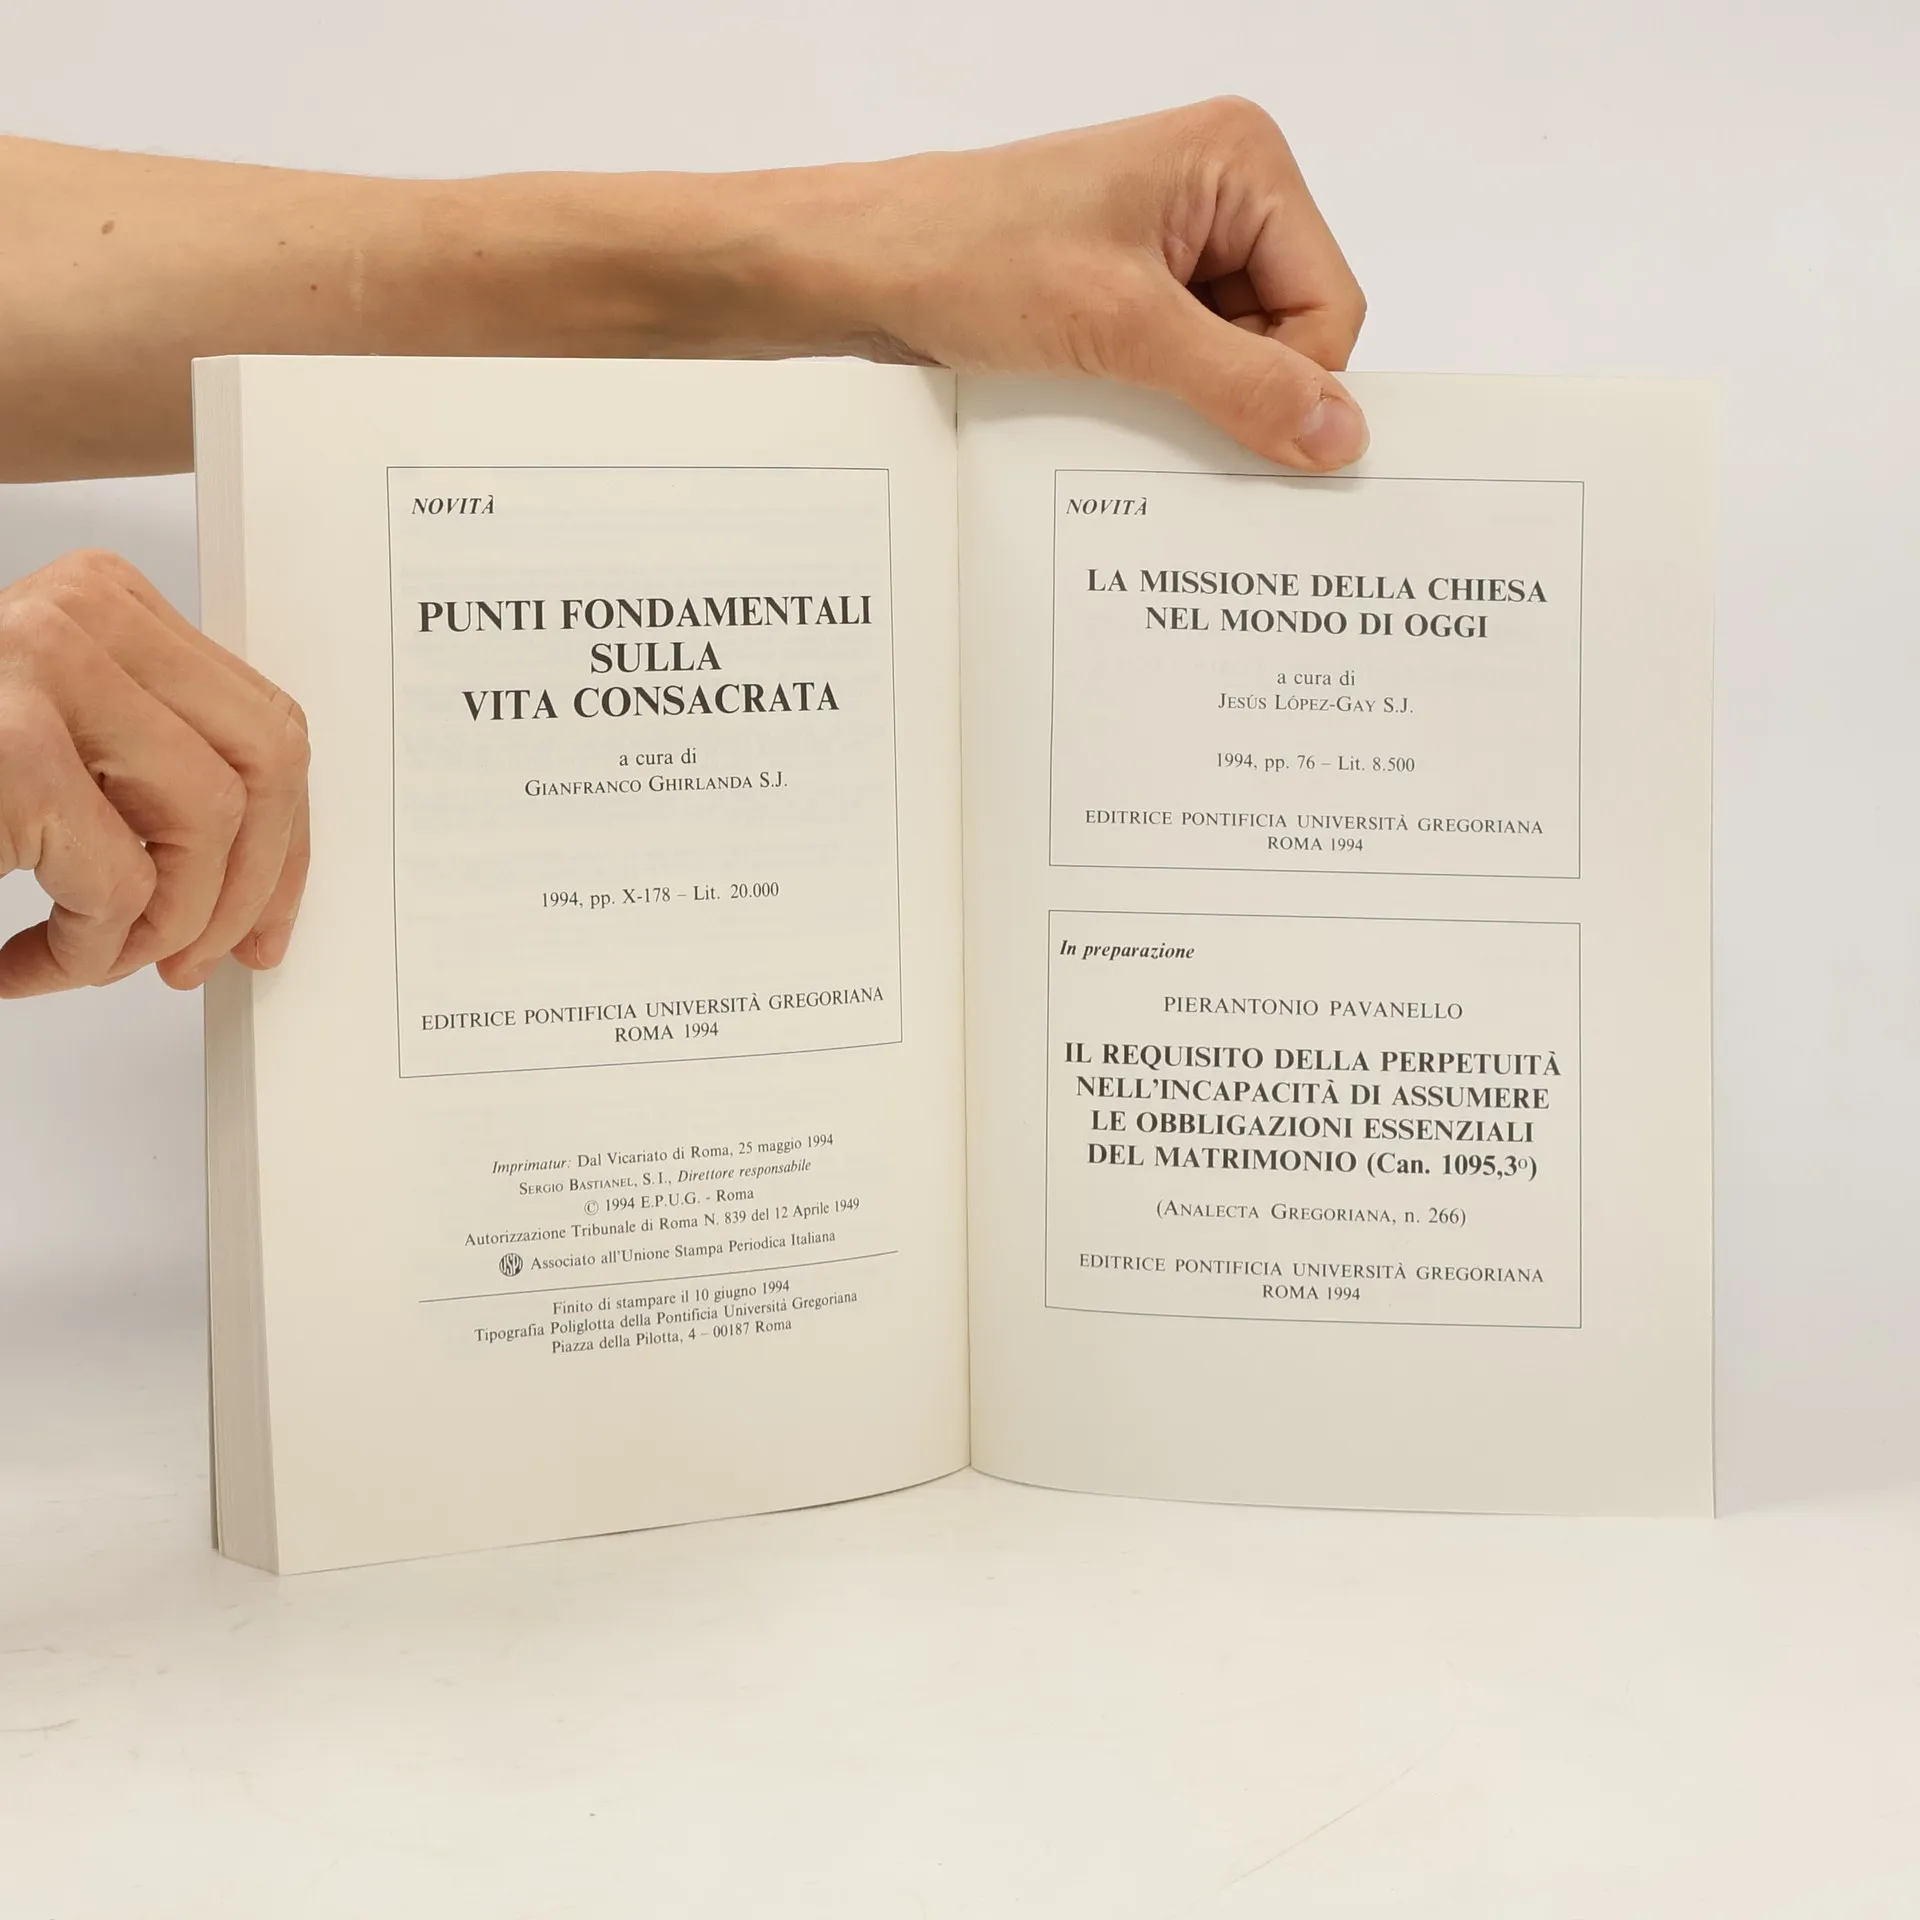 NOVITÀ
PUNTI FONDAMENTALI
SULLA
VITA CONSACRATA
a cura di
GIANFRANCO GHIRLANDA S.J.
1994, pp. X-178 – Lit. 20.000
EDITRICE PONTIFICIA UNIVERSITÀ GREGORIANA
ROMA 1994
Imprimatur: Dal Vicariato di Roma, 25 maggio 1994
SERGIO BASTIANEL, S.I., Direttore responsabile
© 1994 E.P.U.G. - Roma
Autorizzazione Tribunale di Roma N. 839 del 12 Aprile 1949
USPI Associato all'Unione Stampa Periodica Italiana
Finito di stampare il 10 giugno 1994
Tipografia Poliglotta della Pontificia Università Gregoriana
Piazza della Pilotta, 4 – 00187 Roma
NOVITÀ
LA MISSIONE DELLA CHIESA
NEL MONDO DI OGGI
a cura di
JESÚS LÓPEZ-GAY S.J.
1994, pp. 76 – Lit. 8.500
EDITRICE PONTIFICIA UNIVERSITÀ GREGORIANA
ROMA 1994
In preparazione
PIERANTONIO PAVANELLO
IL REQUISITO DELLA PERPETUITÀ
NELL'INCAPACITÀ DI ASSUMERE
LE OBBLIGAZIONI ESSENZIALI
DEL MATRIMONIO (Can. 1095,3º)
(ANALECTA GREGORIANA, n. 266)
EDITRICE PONTIFICIA UNIVERSITÀ GREGORIANA
ROMA 1994